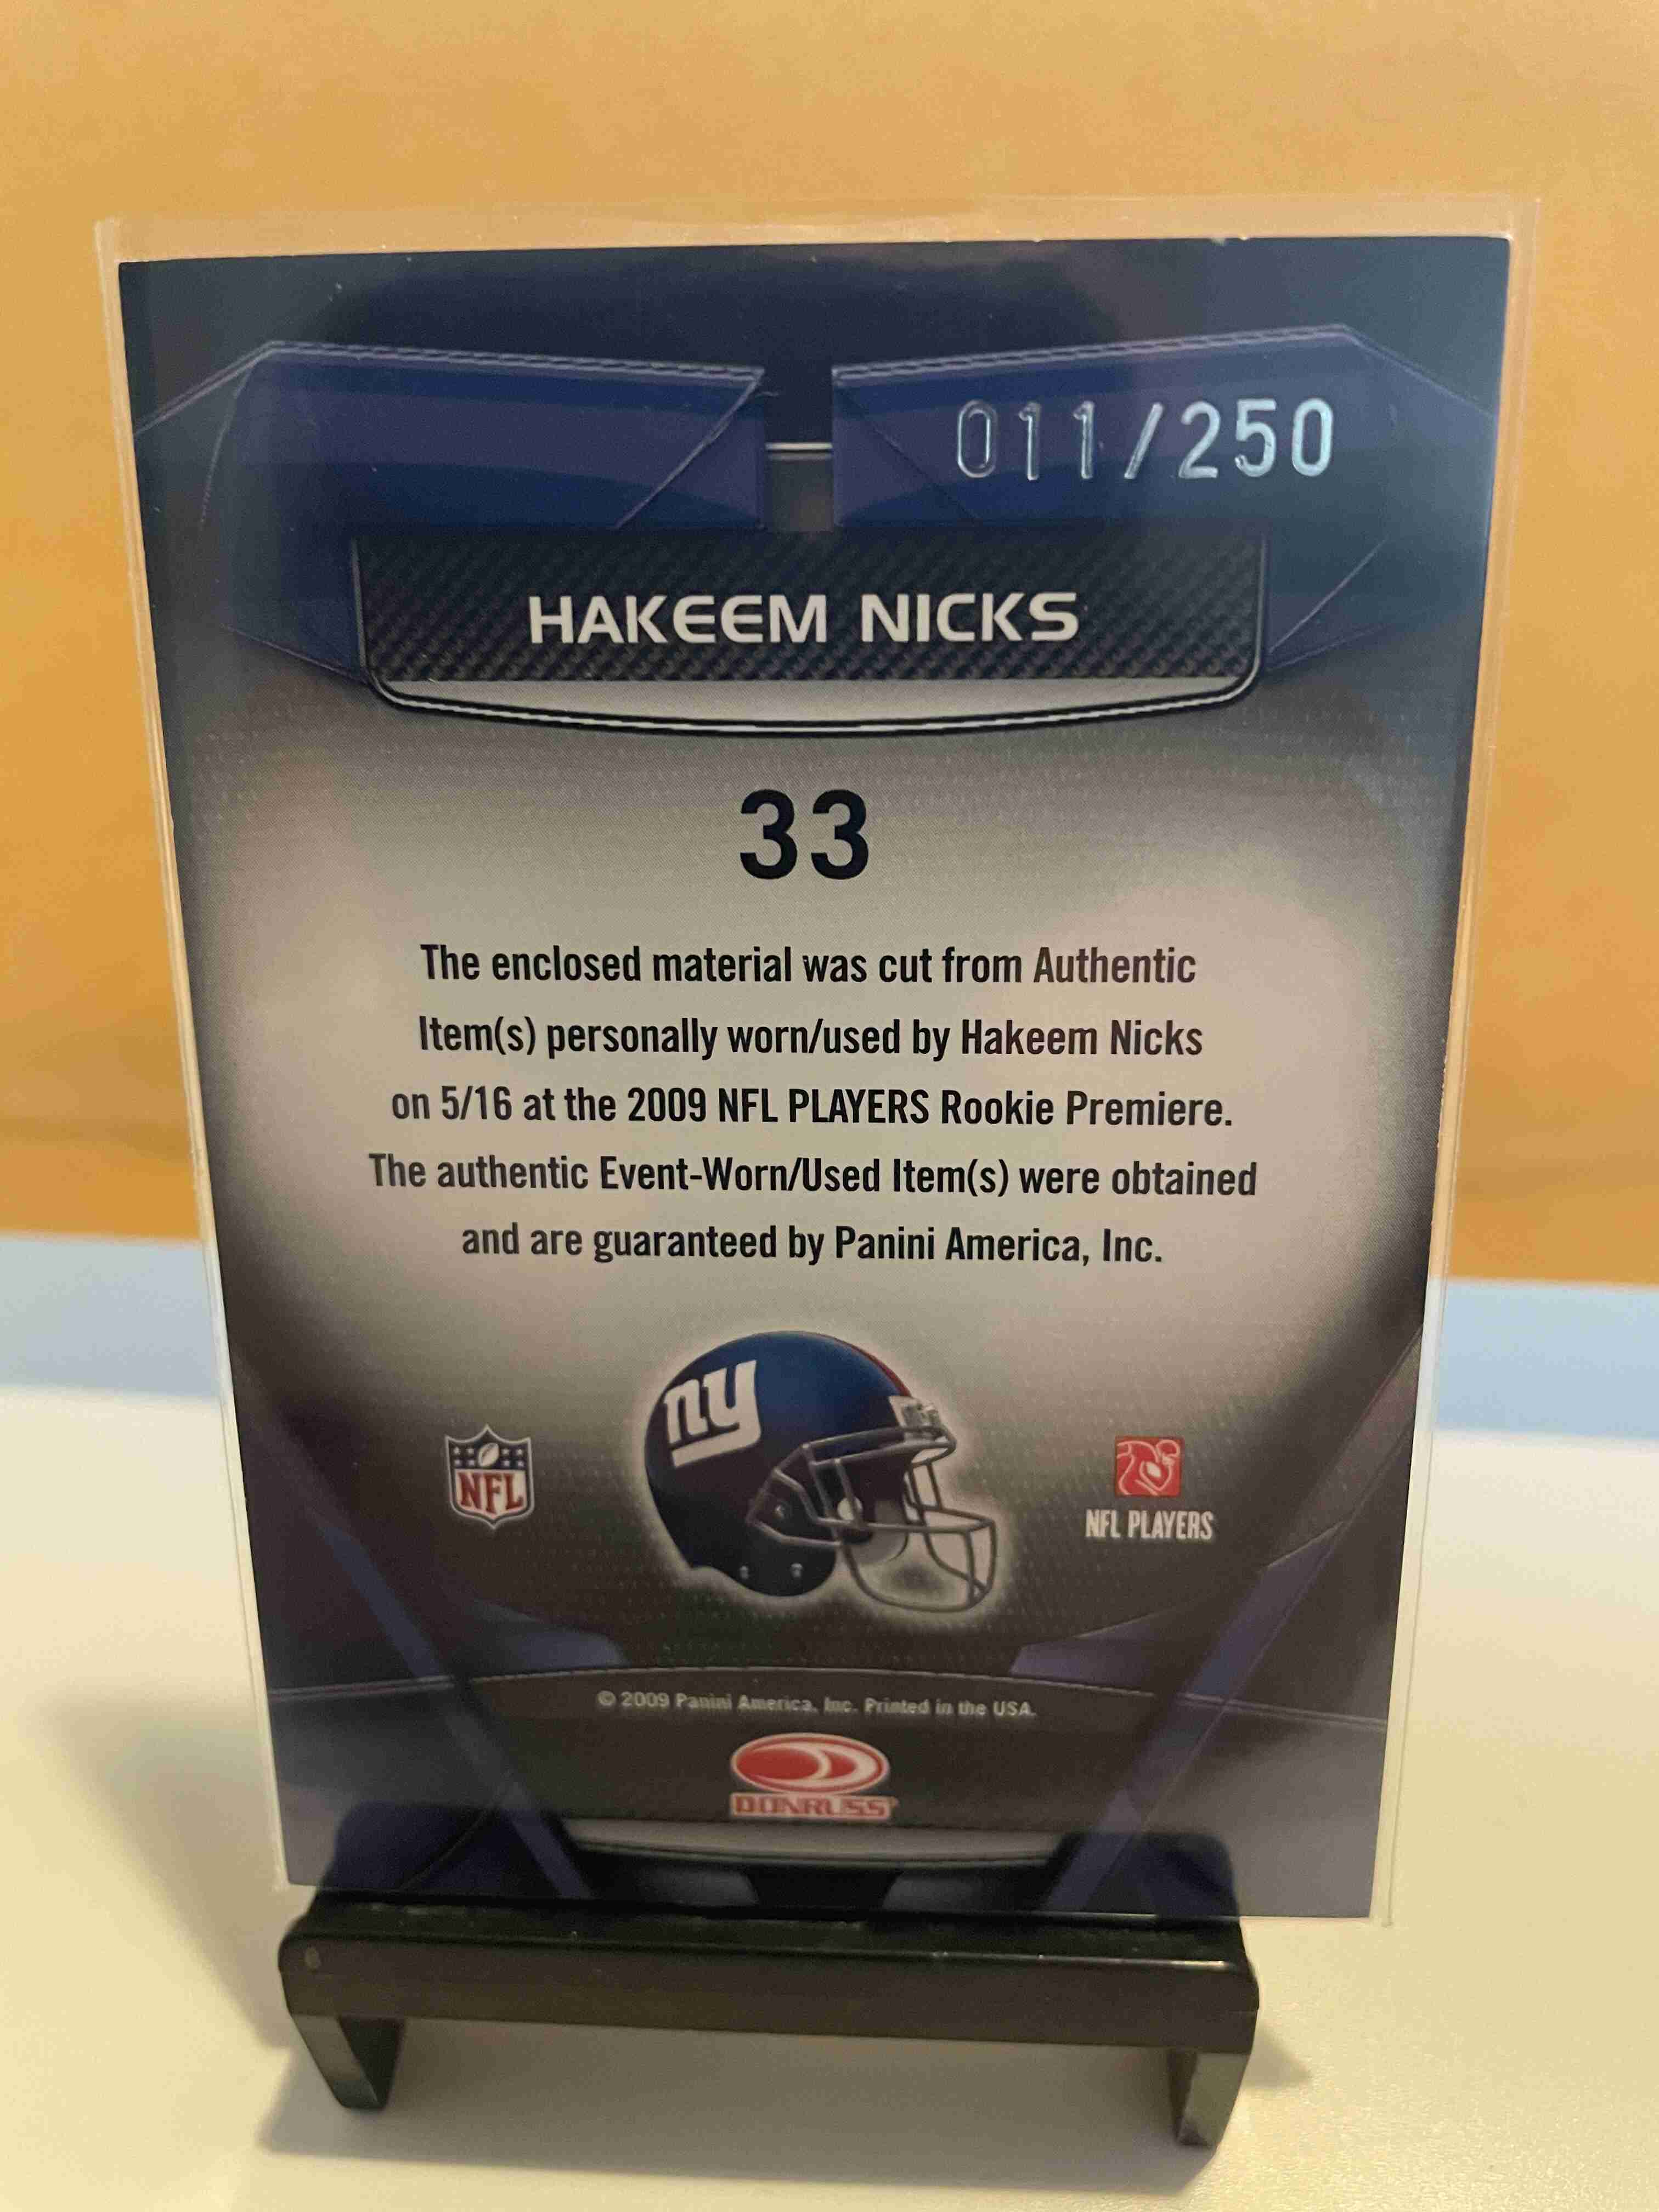 011/250
HAKEEM NICKS
33
The enclosed material was cut from Authentic
Item(s) personally worn/used by Hakeem Nicks
on 5/16 at the 2009 NFL PLAYERS Rookie Premiere.
The authentic Event-Worn/Used Item(s) were obtained
and are guaranteed by Panini America, Inc.
ny
NFL
NFL PLAYERS
© 2009 Panini America, Inc. Printed in the USA.
DONRUSS